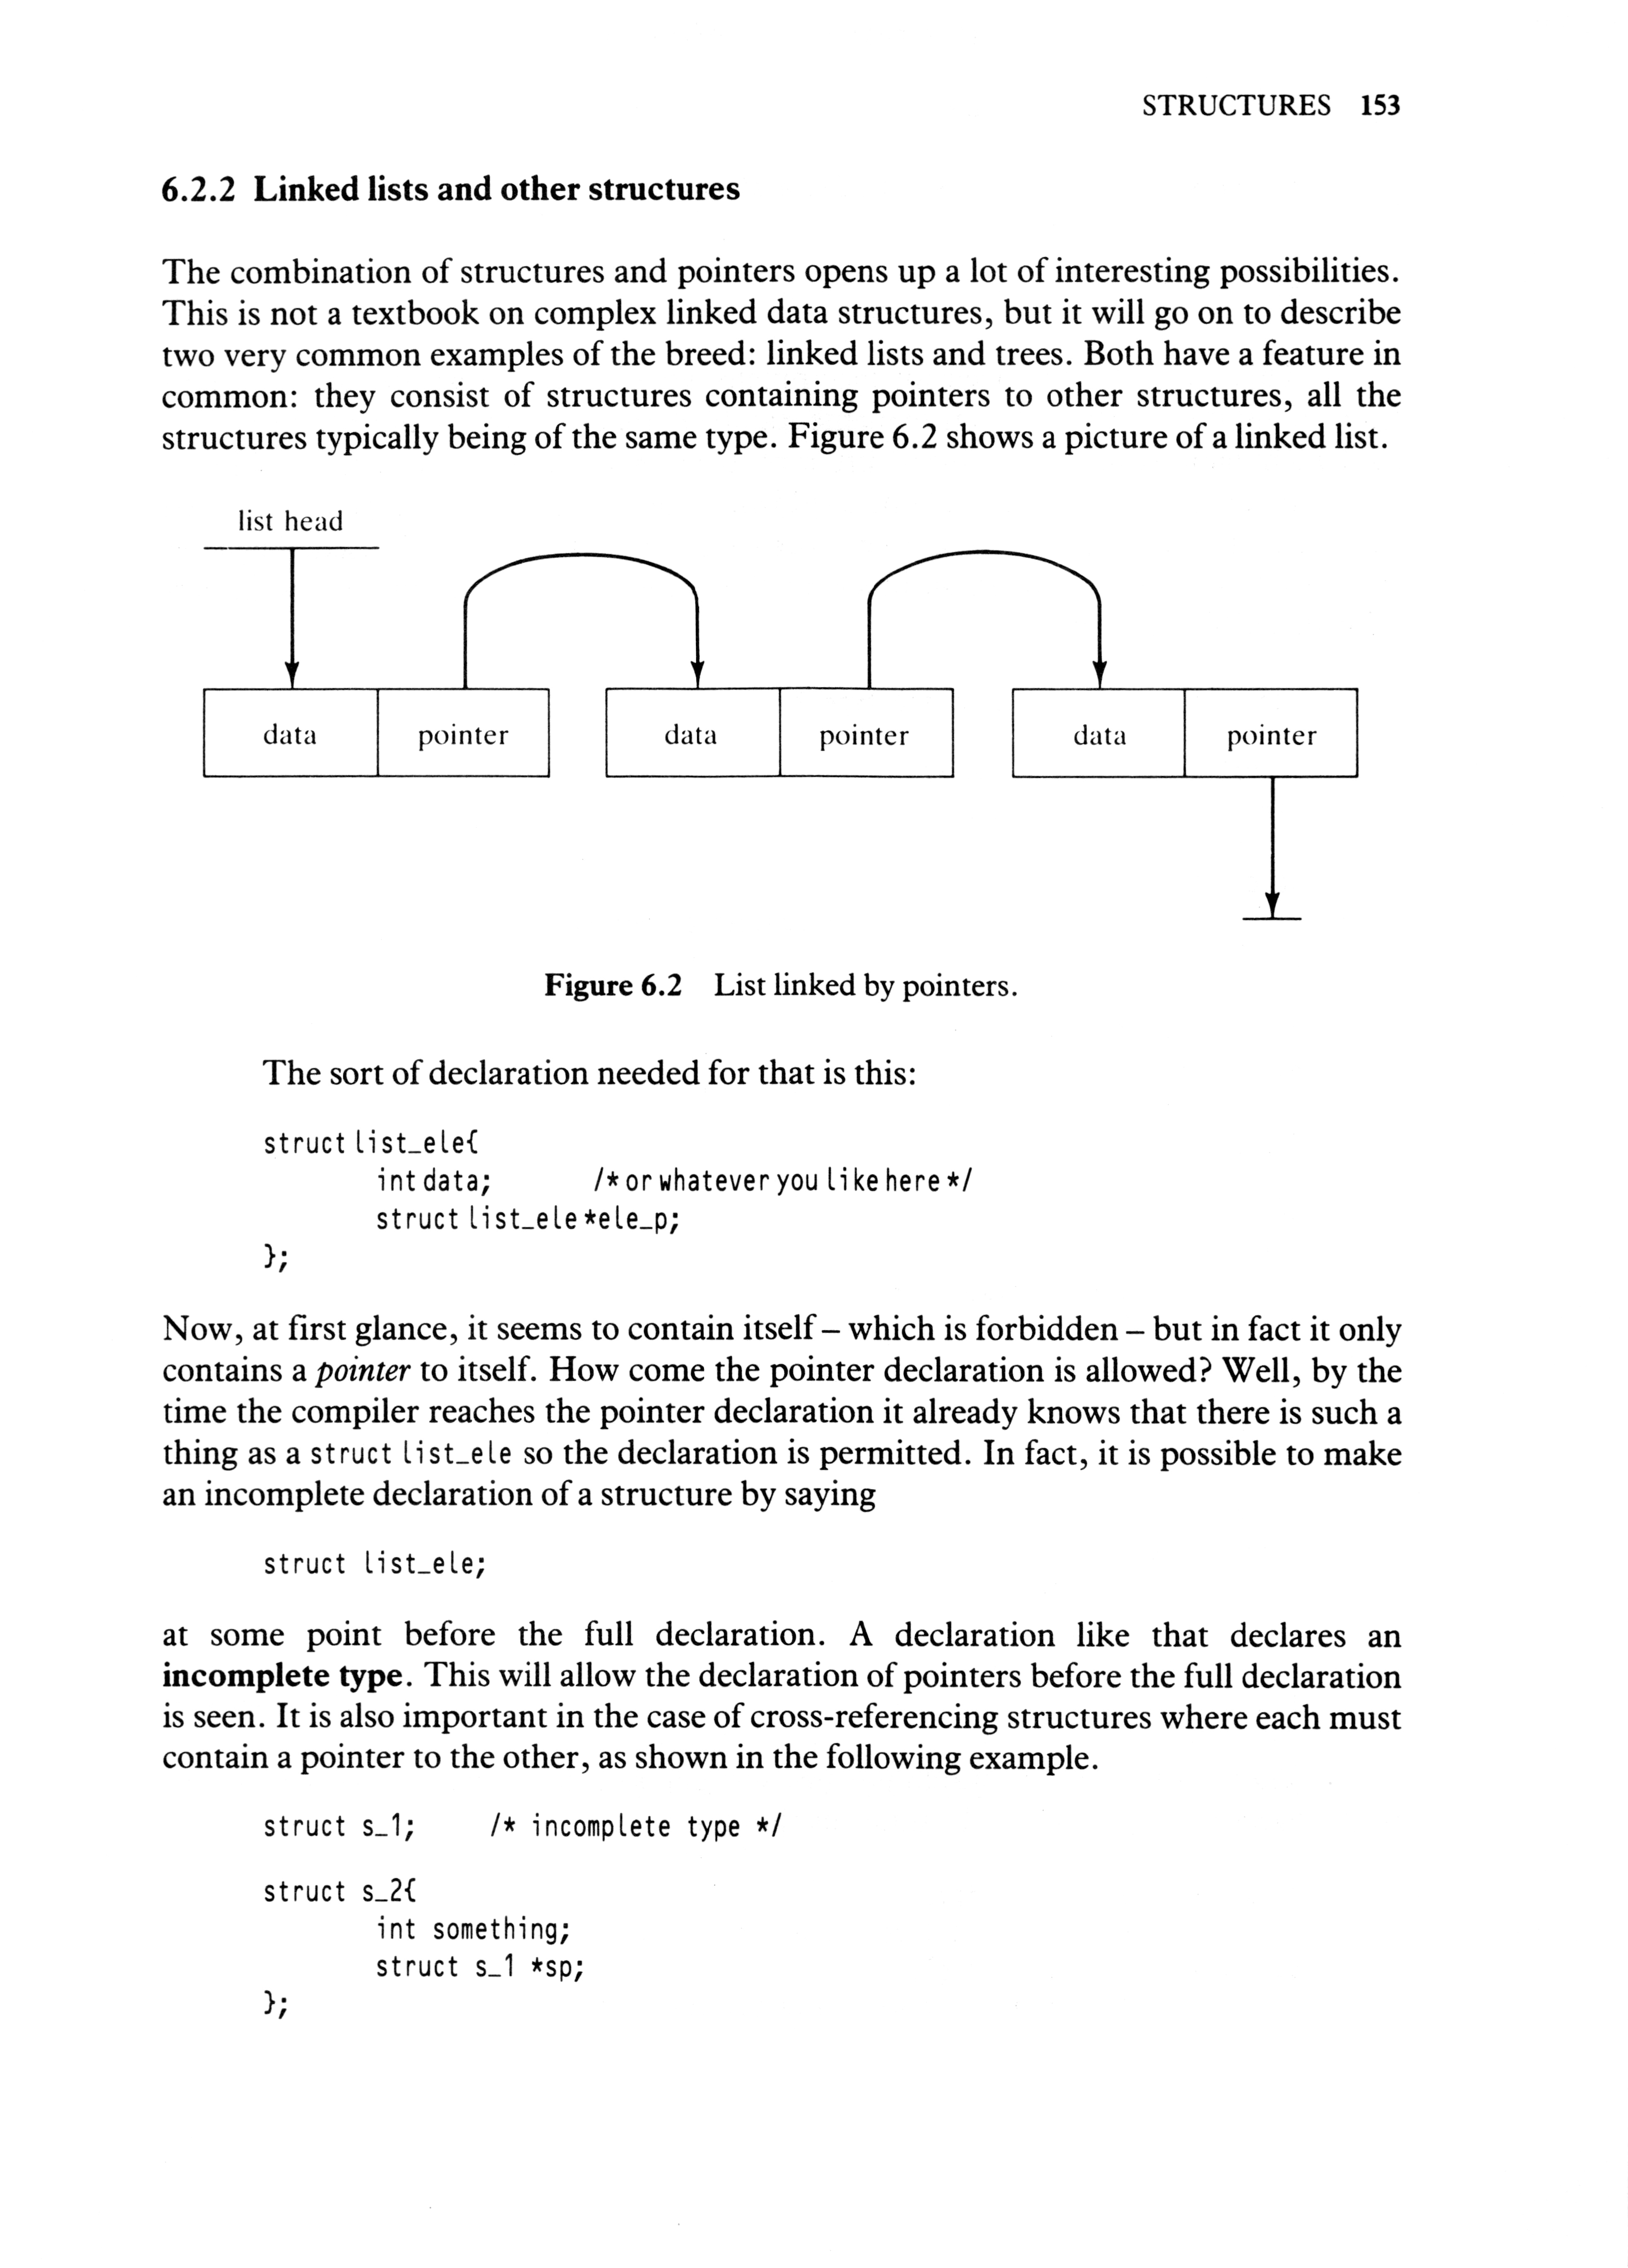 STRUCTURES 153
6.2.2 Linked lists and other structures
The combination of structures and pointers opens up a lot of interesting possibilities.
This is not a textbook on complex linked data structures, but it will go on to describe
two very common examples of the breed: linked lists and trees. Both have a feature in
common: they consist of structures containing pointers to other structures, all the
structures typically being of the same type. Figure 6.2 shows a picture of a linked list.
list head
data pointer data pointer data pointer
Figure 6.2 List linked by pointers.
The sort of declaration needed for that is this:
struct list_ele{
int data; /* or whatever you like here */
struct list_ele *ele_p;
};
Now, at first glance, it seems to contain itself – which is forbidden – but in fact it only
contains a pointer to itself. How come the pointer declaration is allowed? Well, by the
time the compiler reaches the pointer declaration it already knows that there is such a
thing as a struct list_ele so the declaration is permitted. In fact, it is possible to make
an incomplete declaration of a structure by saying
struct list_ele;
at some point before the full declaration. A declaration like that declares an
incomplete type. This will allow the declaration of pointers before the full declaration
is seen. It is also important in the case of cross-referencing structures where each must
contain a pointer to the other, as shown in the following example.
struct s_1; /* incomplete type */
struct s_2{
int something;
struct s_1 *sp;
};